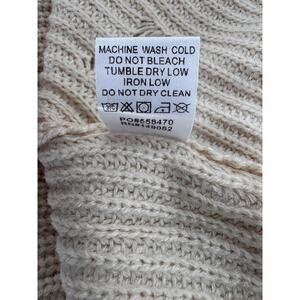 MACHINE WASH COLD
DO NOT BLEACH
TUMBLE DRY LOW
IRON LOW
DO NOT DRY CLEAN
PO#558470
RN#149052